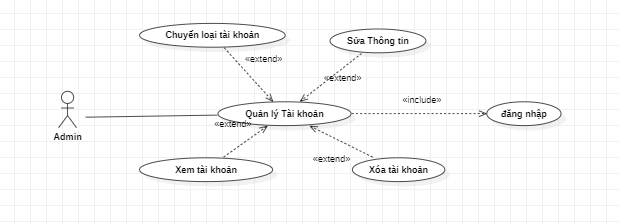 Chuyển loại tài khoản
Sửa Thông tin
«extend»
«extend»
«include»
Quản lý Tài khoản
đăng nhập
«extend»
Admin
«extend»
Xem tài khoản
Xóa tài khoản